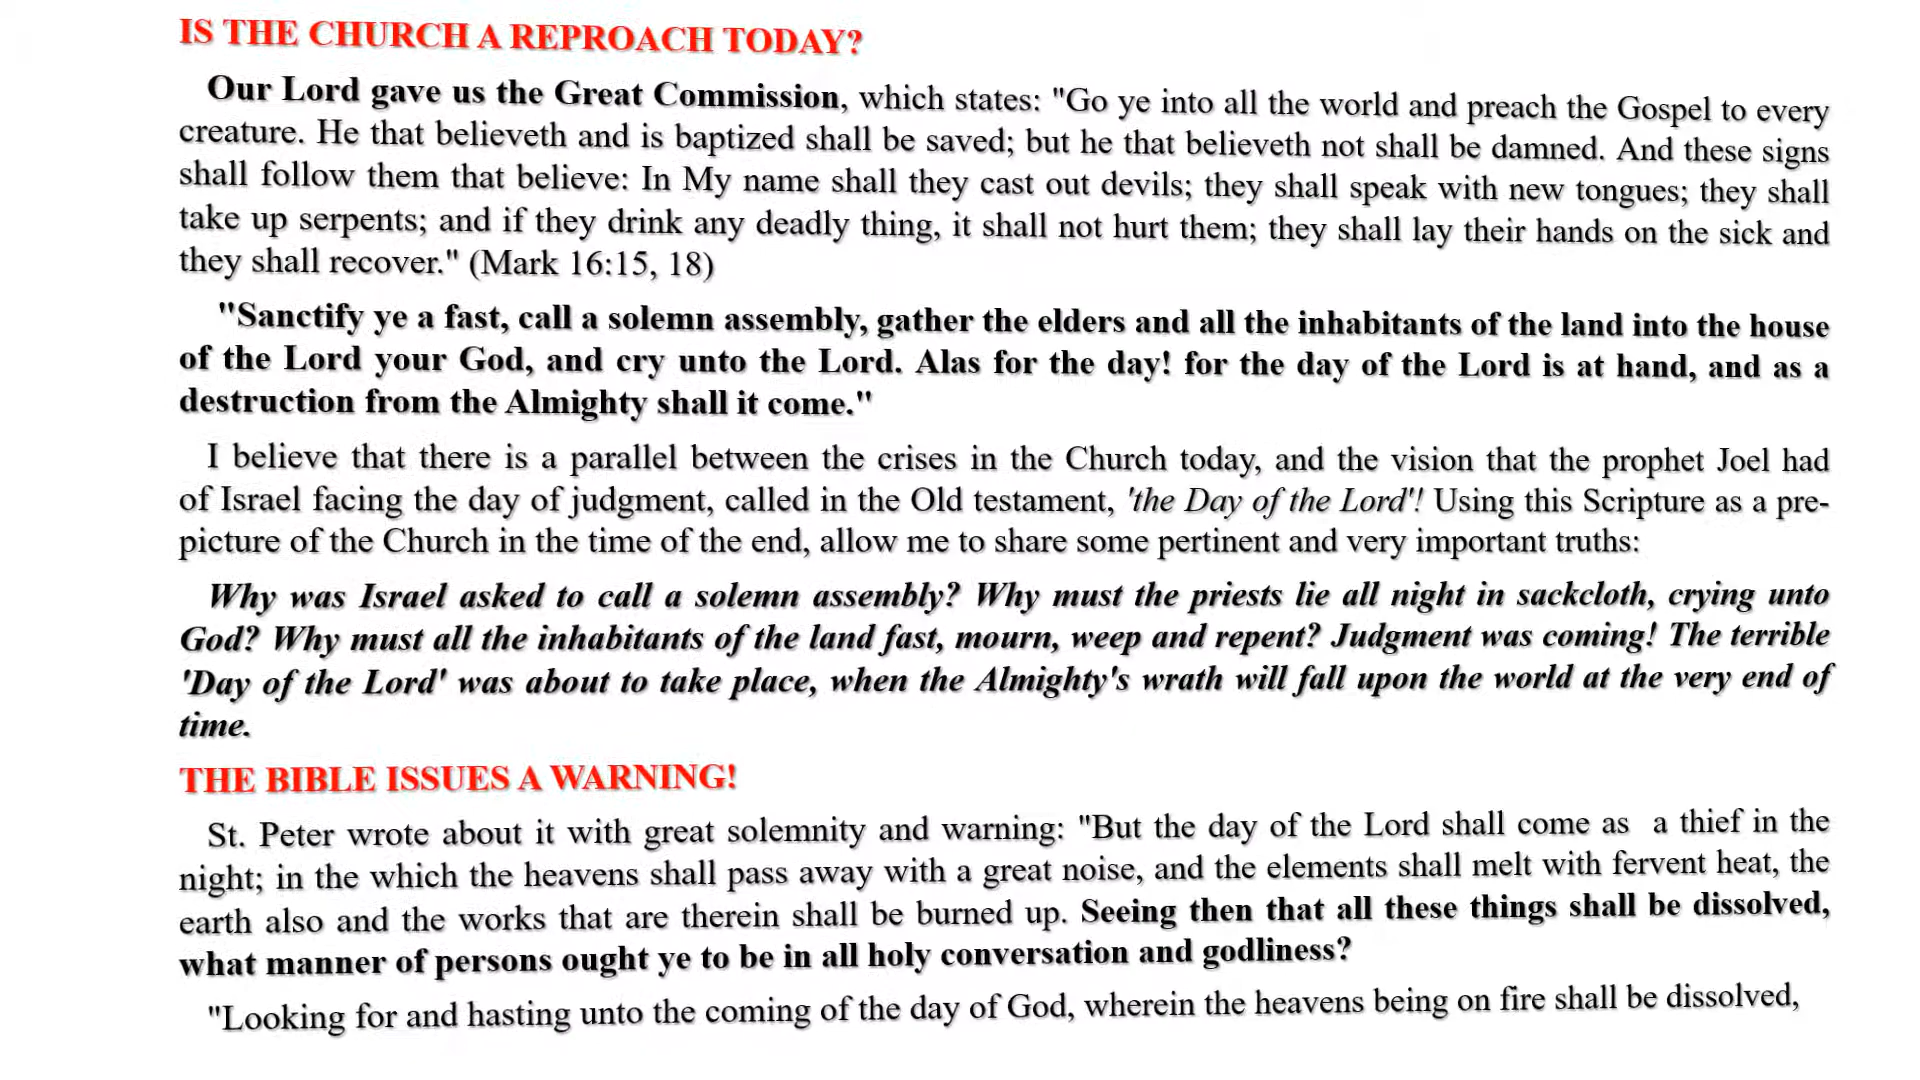 IS THE CHURCH A REPROACH TODAY?
Our Lord gave us the Great Commission, which states: "Go ye into all the world and preach the Gospel to every
creature. He that believeth and is baptized shall be saved; but he that believeth not shall be damned. And these signs
shall follow them that believe: In My name shall they cast out devils; they shall speak with new tongues; they shall
take up serpents; and if they drink any deadly thing, it shall not hurt them; they shall lay their hands on the sick and
they shall recover." (Mark 16:15, 18)
"Sanctify ye a fast, call a solemn assembly, gather the elders and all the inhabitants of the land into the house
of the Lord your God, and cry unto the Lord. Alas for the day! for the day of the Lord is at hand, and as a
destruction from the Almighty shall it come."
I believe that there is a parallel between the crises in the Church today, and the vision that the prophet Joel had
of Israel facing the day of judgment, called in the Old testament, 'the Day of the Lord'! Using this Scripture as a pre-
picture of the Church in the time of the end, allow me to share some pertinent and very important truths:
Why was Israel asked to call a solemn assembly? Why must the priests lie all night in sackcloth, crying unto
God? Why must all the inhabitants of the land fast, mourn, weep and repent? Judgment was coming! The terrible
'Day of the Lord' was about to take place, when the Almighty's wrath will fall upon the world at the very end of
time.
THE BIBLE ISSUES A WARNING!
St. Peter wrote about it with great solemnity and warning: "But the day of the Lord shall come as a thief in the
night; in the which the heavens shall pass away with a great noise, and the elements shall melt with fervent heat, the
earth also and the works that are therein shall be burned up. Seeing then that all these things shall be dissolved,
what manner of persons ought ye to be in all holy conversation and godliness?
"Looking for and hasting unto the coming of the day of God, wherein the heavens being on fire shall be dissolved,